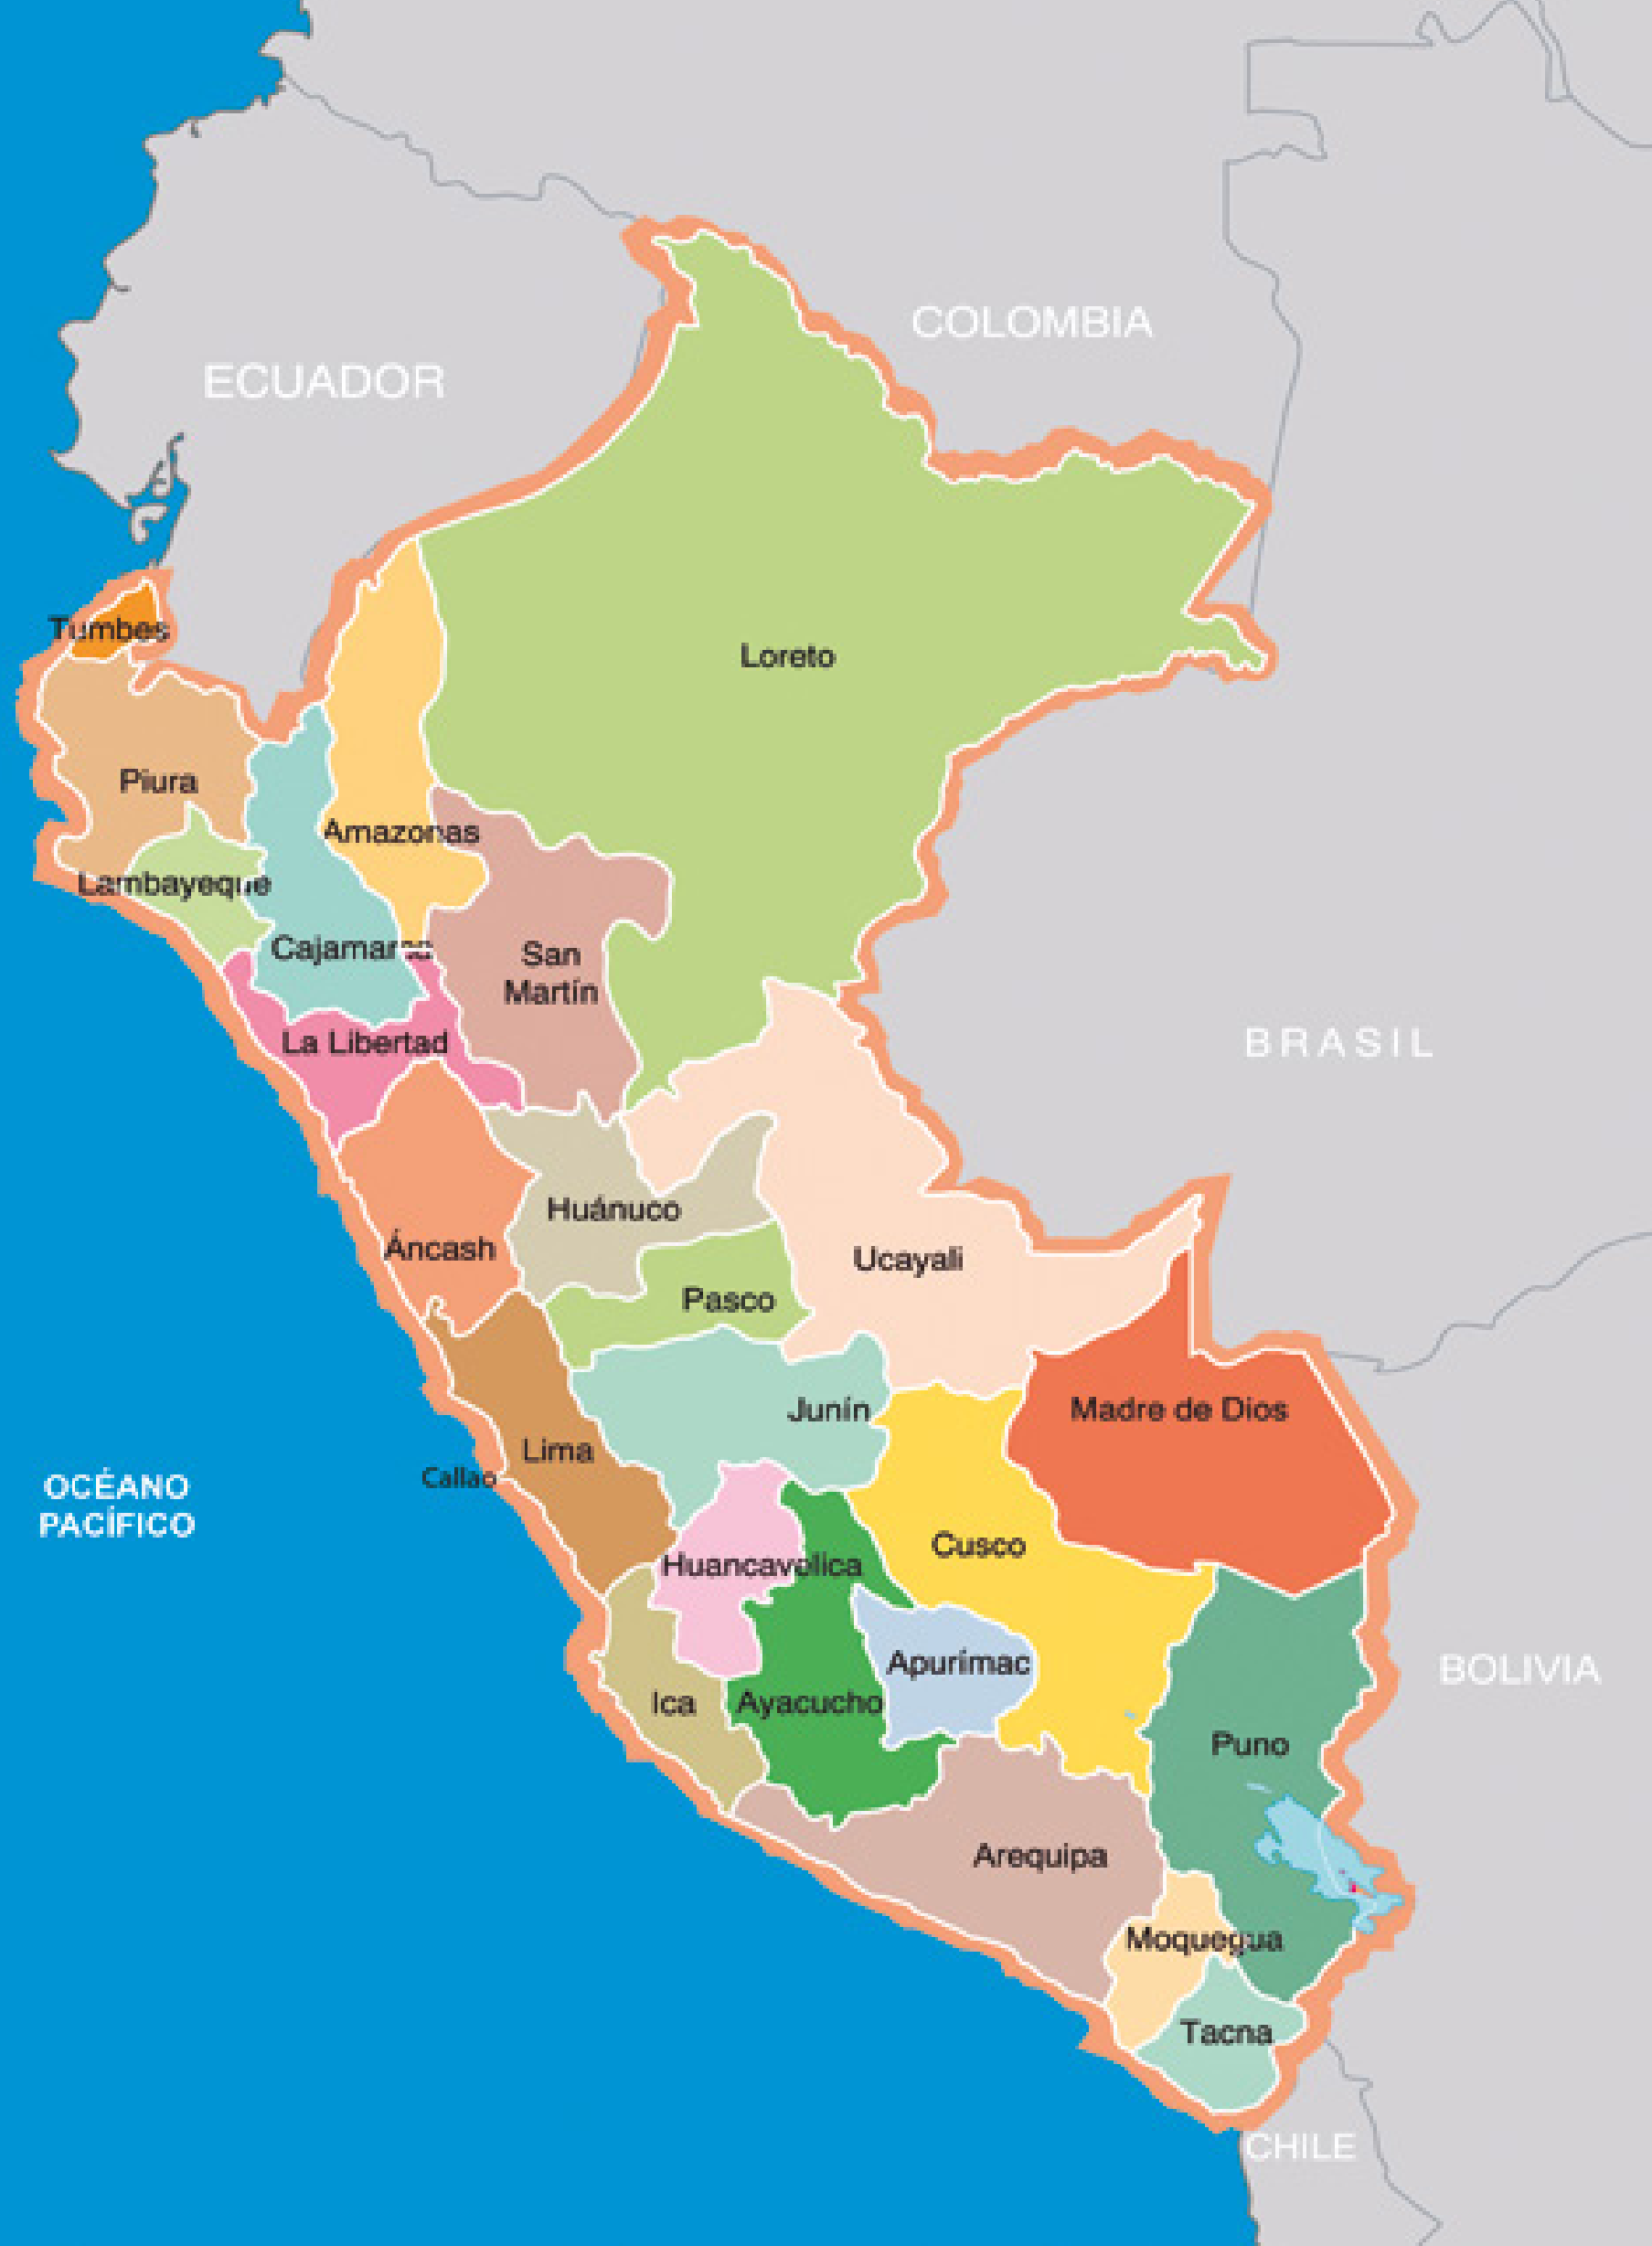 COLOMBIA
ECUADOR
Tumbes
Loreto
Piura
Amazonas
Lambayeque
Cajamarca
San
Martín
La Libertad
BRASIL
Huánuco
Áncash
Ucayali
Pasco
Junín
Madre de Dios
Lima
Callao
OCÉANO
PACÍFICO
Cusco
Huancavelica
Apurímac
BOLIVIA
Ica
Ayacucho
Puno
Arequipa
Moquegua
Tacna
CHILE